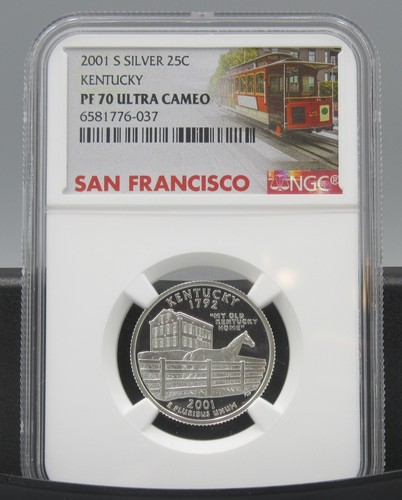 2001 S SILVER 25C
KENTUCKY
PF 70 ULTRA CAMEO
6581776-037
SAN FRANCISCO NGC®
KENTUCKY
1792
"MY OLD
KENTUCKY
HOME"
2001
E PLURIBUS UNUM